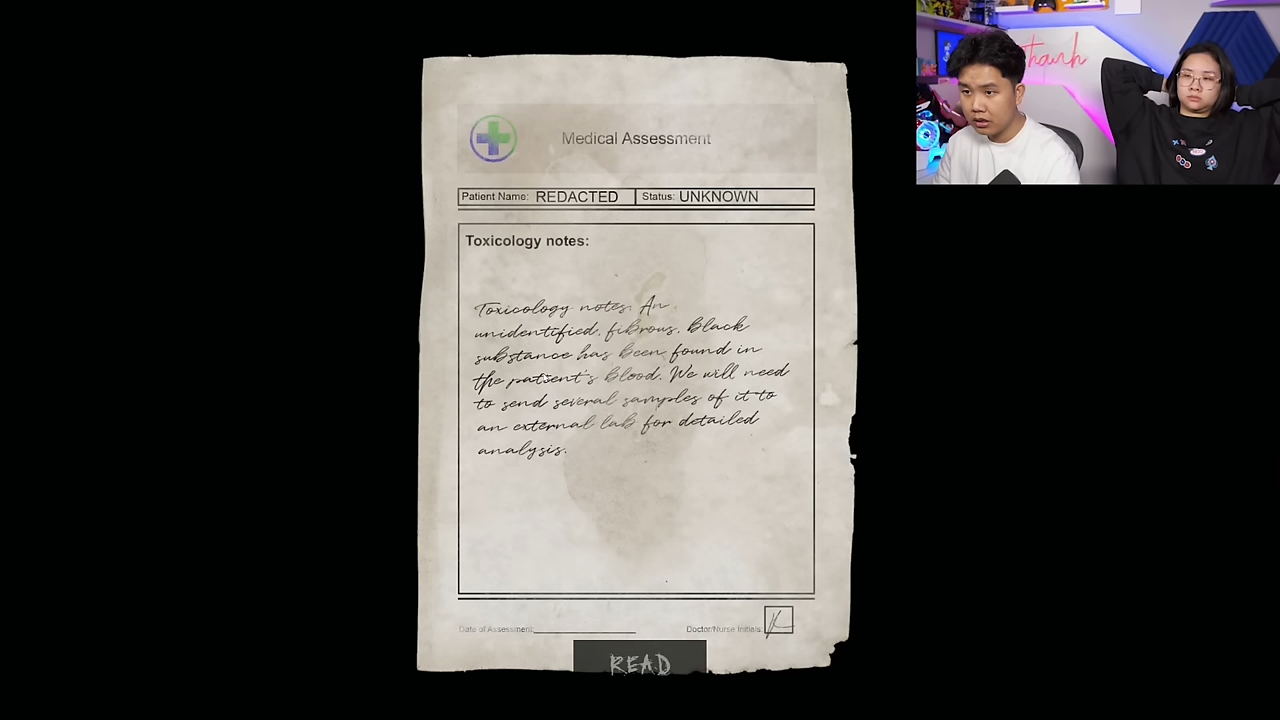 thanh
Medical Assessment
Patient Name: REDACTED Status: UNKNOWN
Toxicology notes:
Toxicology notes: An
unidentified, fibrous, black
substance has been found in
the patient's blood. We will need
to send several samples of it to
an external lab for detailed
analysis.
Date of Assessment: Doctor/Nurse Initials:
READ